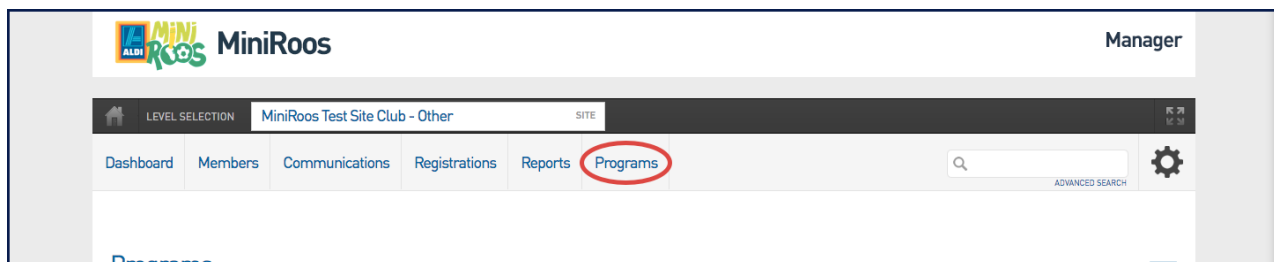 ALDI MiNi ROOS MiniRoos Manager
LEVEL SELECTION MiniRoos Test Site Club - Other SITE
Dashboard Members Communications Registrations Reports Programs
ADVANCED SEARCH
Programs